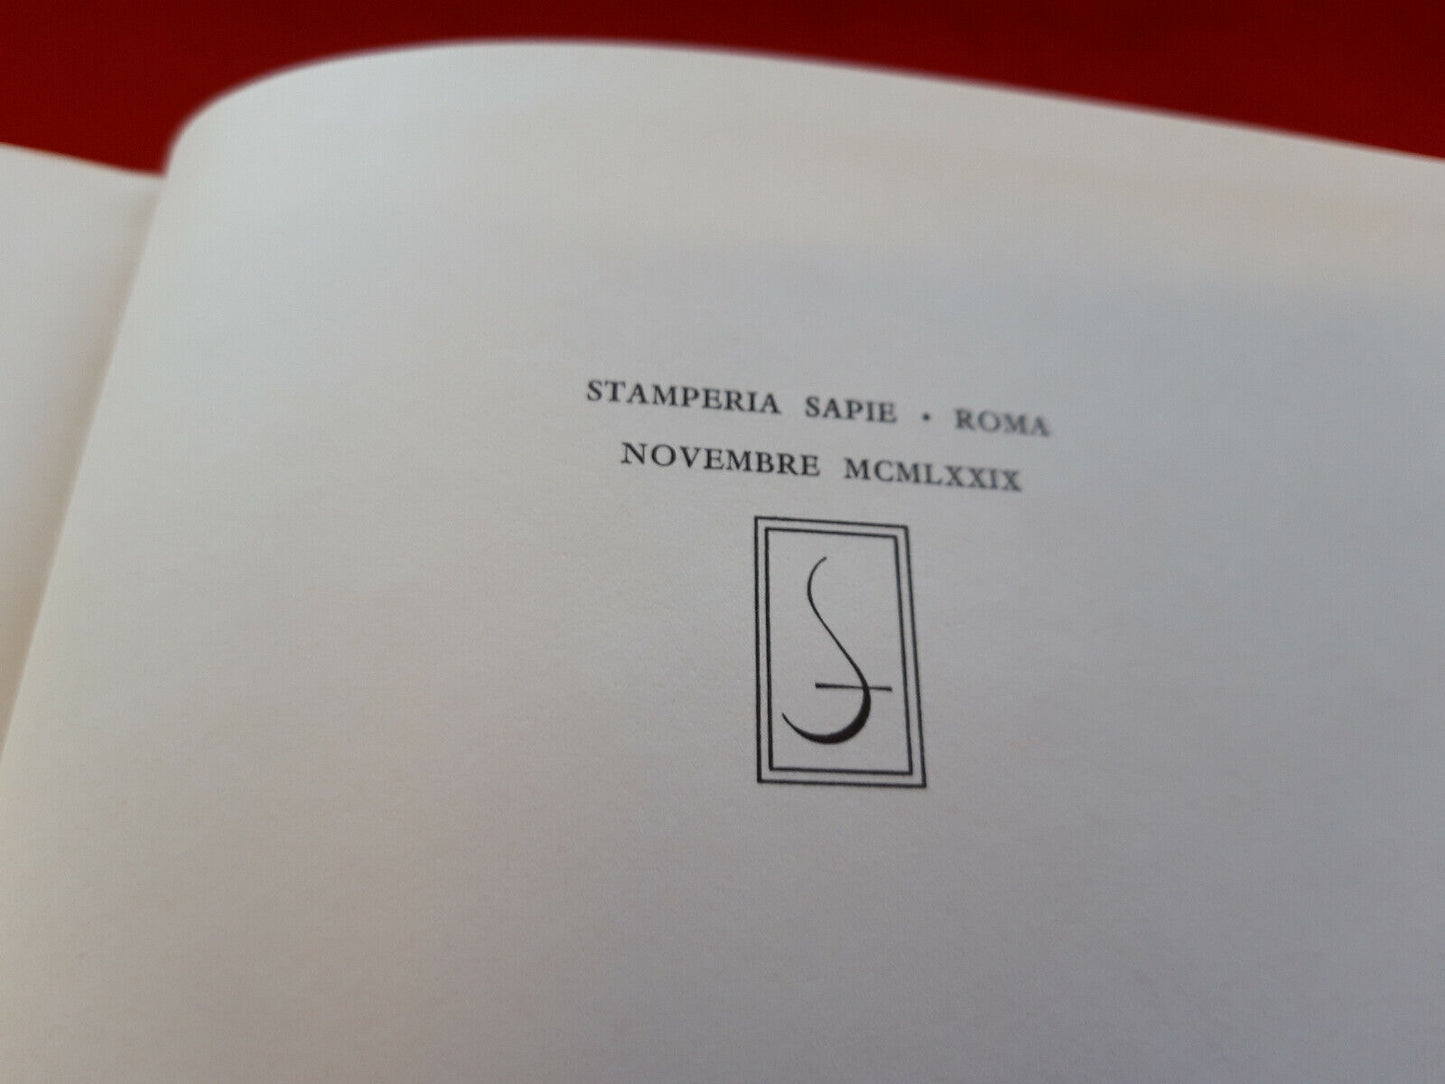 STAMPERIA SAPIE • ROMA
NOVEMBRE MCMLXXIX
S